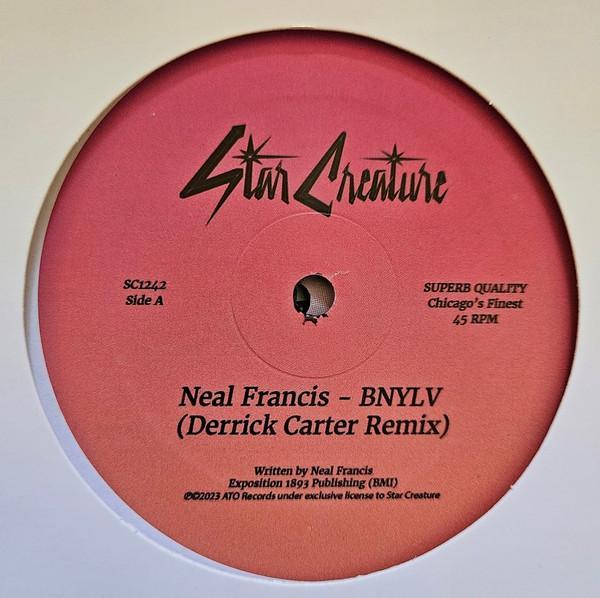 Star Creature
SC1242
Side A
SUPERB QUALITY
Chicago's Finest
45 RPM
Neal Francis - BNYLV
(Derrick Carter Remix)
Written by Neal Francis
Exposition 1893 Publishing (BMI)
℗©2023 ATO Records under exclusive license to Star Creature